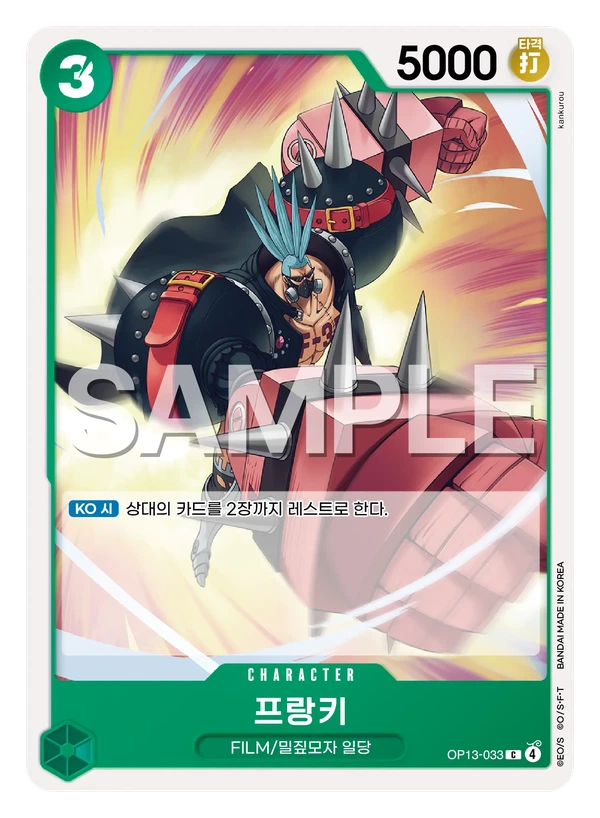 3
5000
타격
打
kankurou
SAMPLE
KO 시 상대의 카드를 2장까지 레스트로 한다.
CHARACTER
프랑키
FILM/밀짚모자 일당
OP13-033 C 4
©EO/S ©O/S·F·T BANDAI MADE IN KOREA